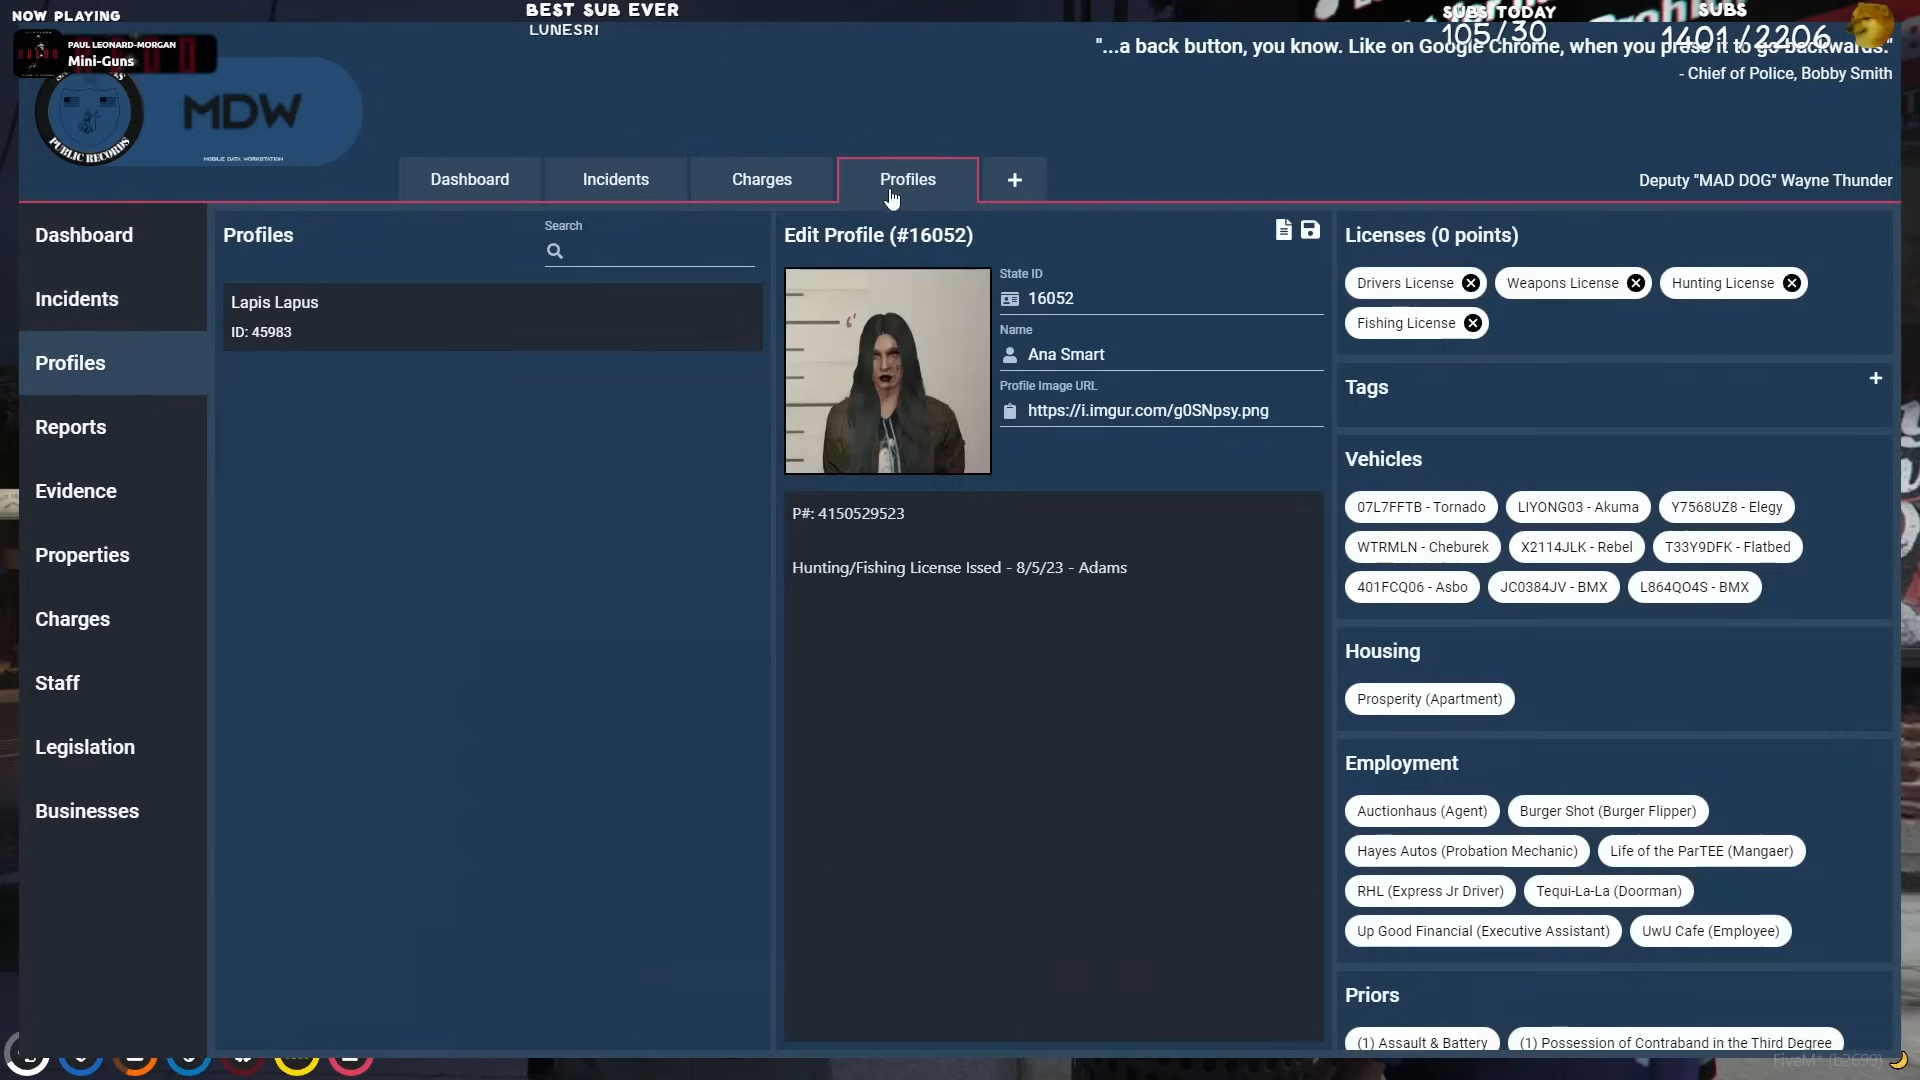 NOW PLAYING
PAUL LEONARD-MORGAN
Mini-Guns
BEST SUB EVER
LUNESRI
SUBS TODAY
105/30
SUBS
1401/2206
"...a back button, you know. Like on Google Chrome, when you press it to go backwards."
- Chief of Police, Bobby Smith
PUBLIC RECORDS
MDW
MOBILE DATA WORKSTATION
Dashboard
Incidents
Charges
Profiles
+
Deputy "MAD DOG" Wayne Thunder
Dashboard
Incidents
Profiles
Reports
Evidence
Properties
Charges
Staff
Legislation
Businesses
Profiles
Search
Lapis Lapus
ID: 45983
Edit Profile (#16052)
State ID
16052
Name
Ana Smart
Profile Image URL
https://i.imgur.com/g0SNpsy.png
P#: 4150529523
Hunting/Fishing License Issed - 8/5/23 - Adams
Licenses (0 points)
Drivers License
Weapons License
Hunting License
Fishing License
Tags
+
Vehicles
07L7FFTB - Tornado
LIYONG03 - Akuma
Y7568UZ8 - Elegy
WTRMLN - Cheburek
X2114JLK - Rebel
T33Y9DFK - Flatbed
401FCQ06 - Asbo
JC0384JV - BMX
L864QO4S - BMX
Housing
Prosperity (Apartment)
Employment
Auctionhaus (Agent)
Burger Shot (Burger Flipper)
Hayes Autos (Probation Mechanic)
Life of the ParTEE (Mangaer)
RHL (Express Jr Driver)
Tequi-La-La (Doorman)
Up Good Financial (Executive Assistant)
UwU Cafe (Employee)
Priors
(1) Assault & Battery
(1) Possession of Contraband in the Third Degree
FiveM* (b2699)